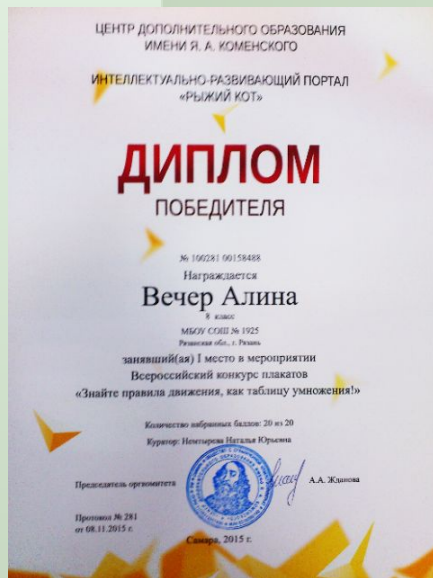 ЦЕНТР ДОПОЛНИТЕЛЬНОГО ОБРАЗОВАНИЯ
ИМЕНИ Я. А. КОМЕНСКОГО
ИНТЕЛЛЕКТУАЛЬНО-РАЗВИВАЮЩИЙ ПОРТАЛ
«РЫЖИЙ КОТ»
ДИПЛОМ
ПОБЕДИТЕЛЯ
№ 100281 00158488
Награждается
Вечер Алина
8 класс
МБОУ СОШ № 1925
Рязанская обл., г. Рязань
занявший(ая) I место в мероприятии
Всероссийский конкурс плакатов
«Знайте правила движения, как таблицу умножения!»
Количество набранных баллов: 20 из 20
Куратор: Немтырева Наталья Юрьевна
Председатель оргкомитета
А.А. Жданова
Протокол № 281
от 08.11.2015 г.
Самара, 2015 г.